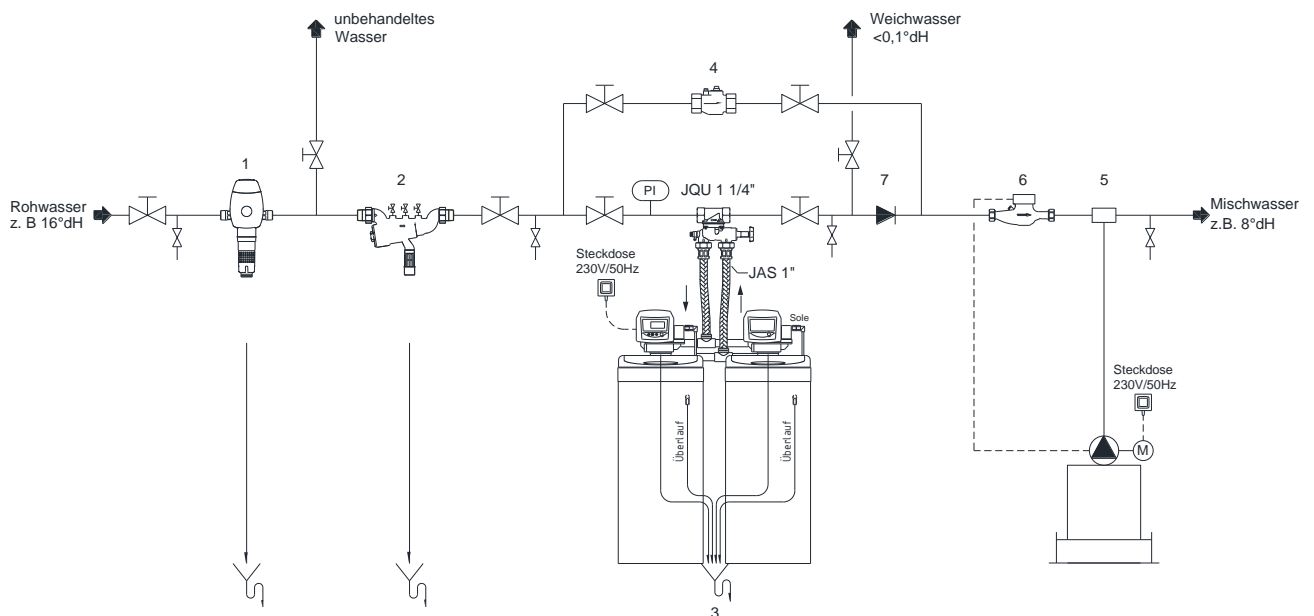 unbehandeltes
Wasser
Weichwasser
<0,1°dH
4
1
2
PI
JQU 1 1/4"
7
6
5
Rohwasser
z. B 16°dH
Mischwasser
z.B. 8°dH
Steckdose
230V/50Hz
JAS 1"
Sole
Steckdose
230V/50Hz
Überlauf
Überlauf
M
3